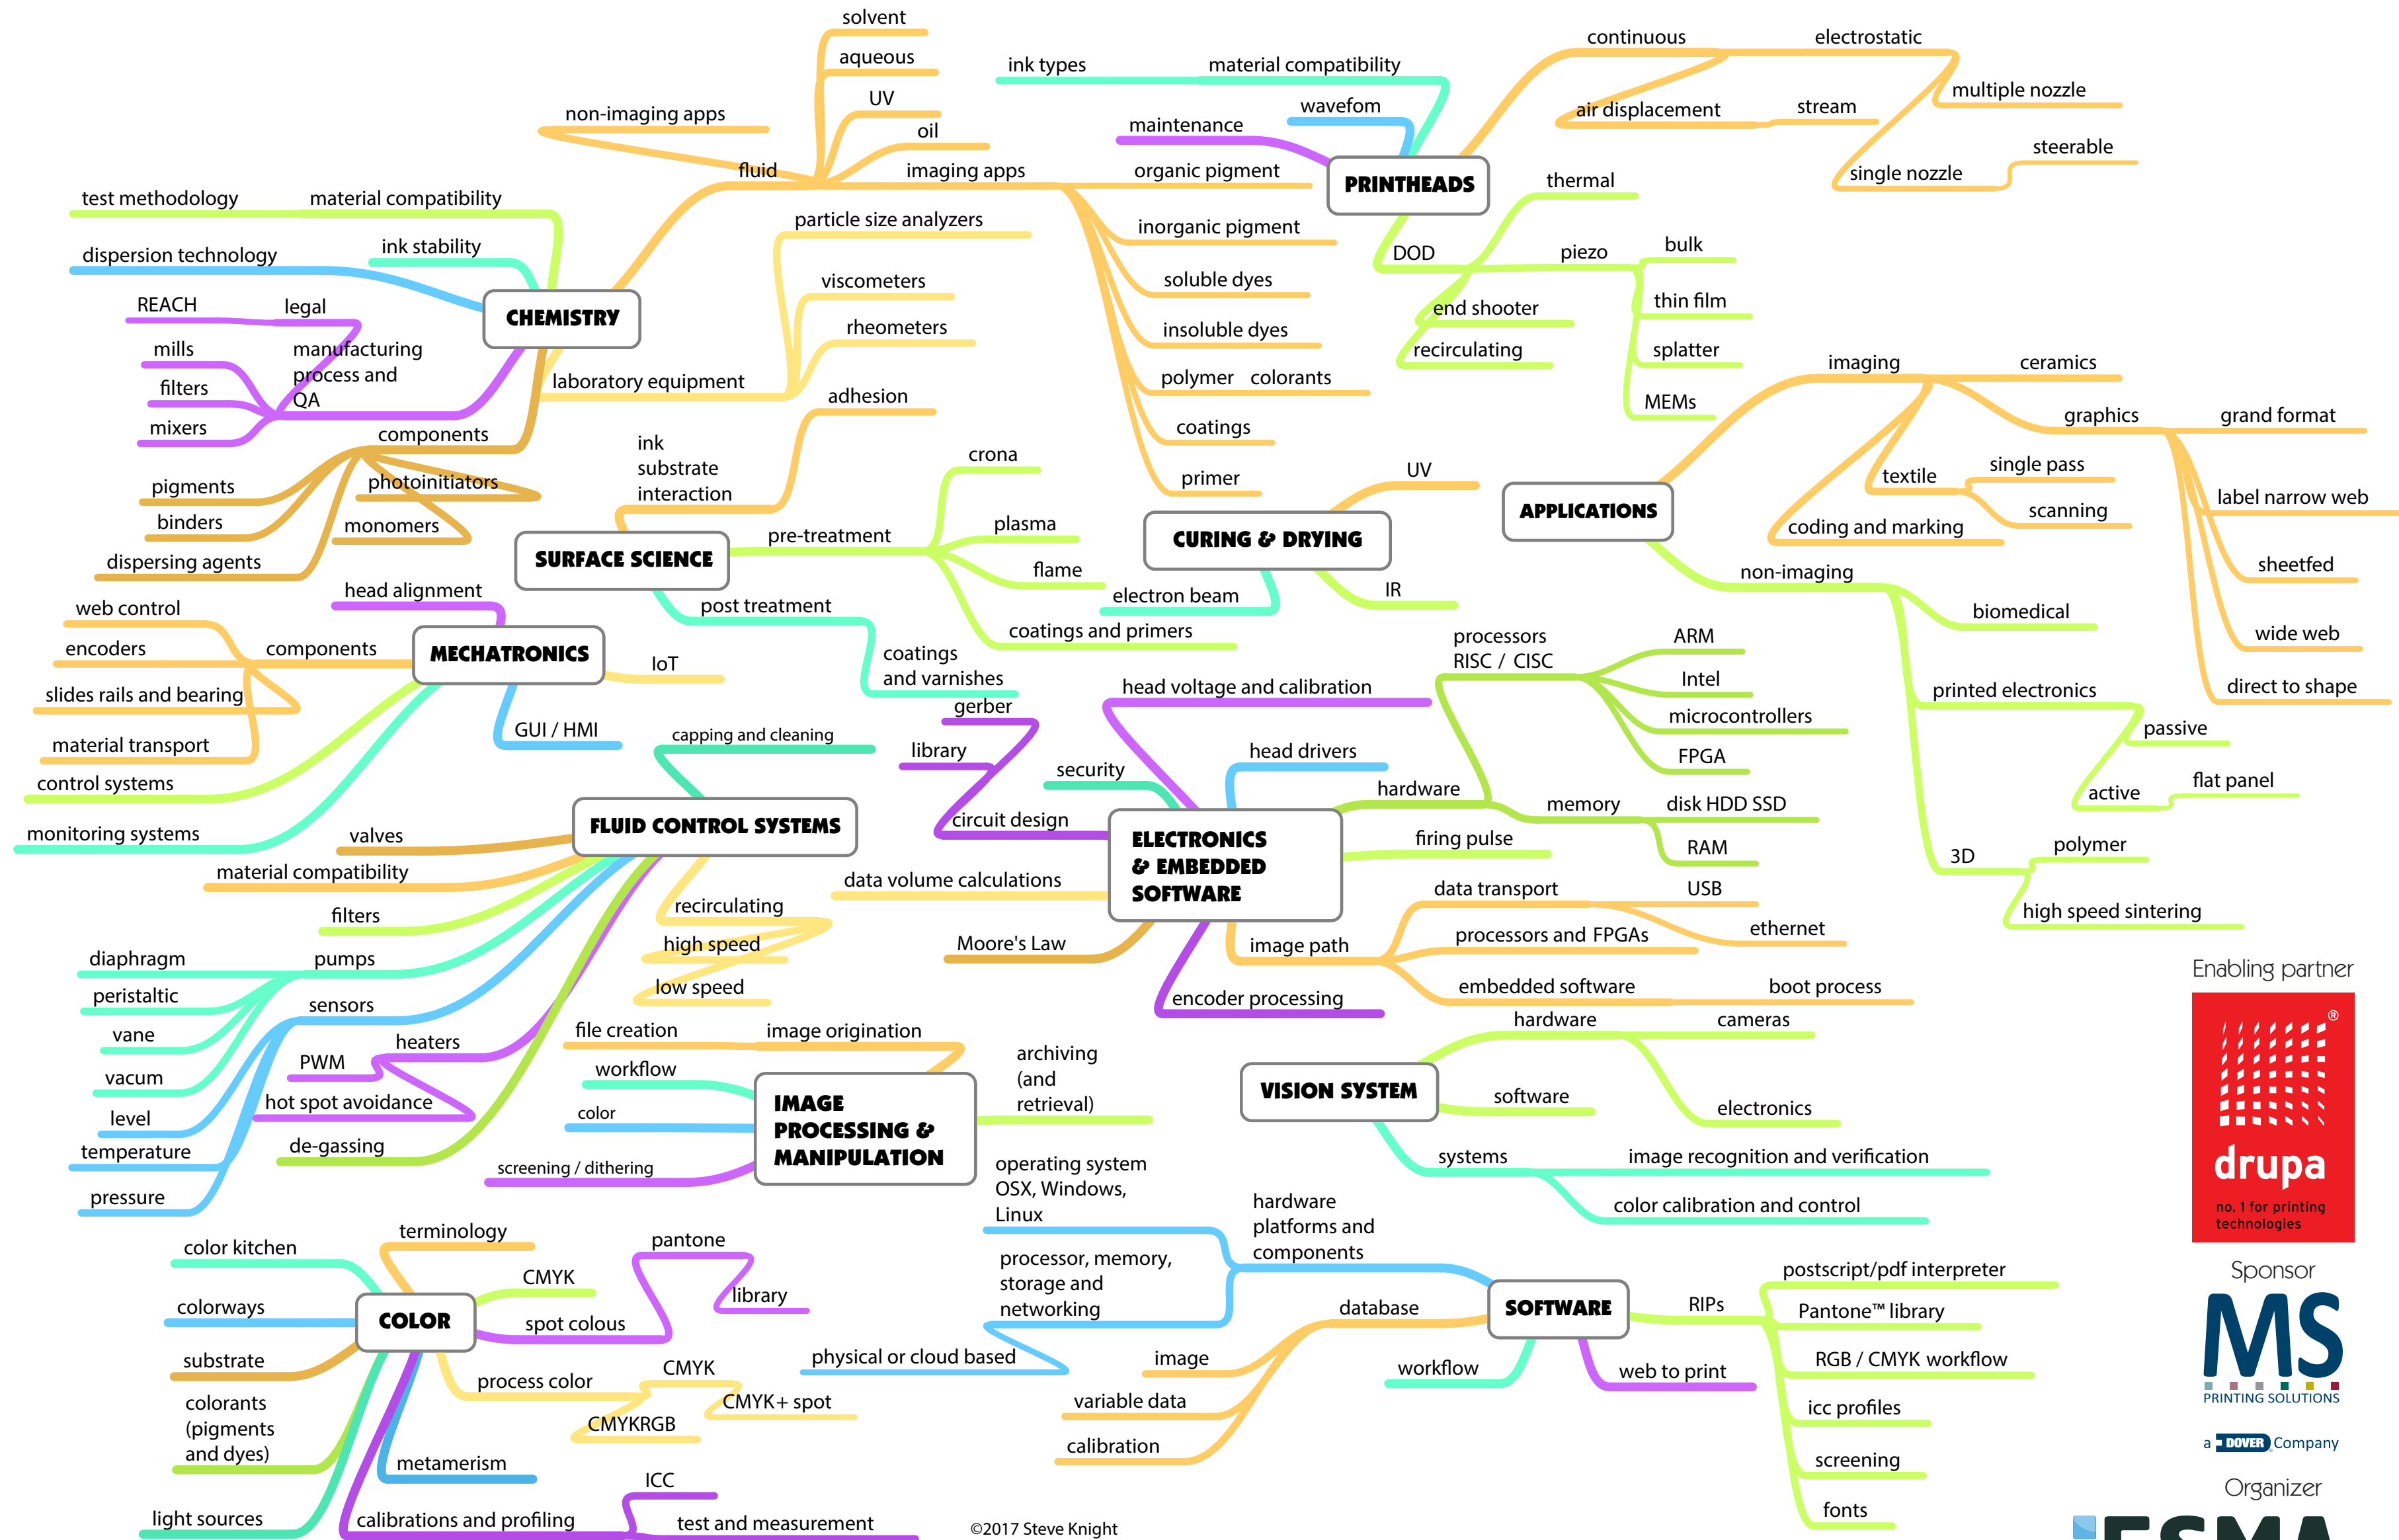 solvent
aqueous
UV
oil
non-imaging apps
fluid
imaging apps
organic pigment
inorganic pigment
soluble dyes
insoluble dyes
polymer colorants
coatings
primer
test methodology
material compatibility
dispersion technology
ink stability
CHEMISTRY
REACH
legal
manufacturing
process and
QA
mills
filters
mixers
particle size analyzers
viscometers
rheometers
laboratory equipment
components
pigments
photoinitiators
binders
monomers
dispersing agents
ink types
material compatibility
wavefom
maintenance
PRINTHEADS
continuous
electrostatic
multiple nozzle
air displacement
stream
steerable
single nozzle
thermal
DOD
piezo
bulk
end shooter
thin film
recirculating
splatter
MEMs
adhesion
ink
substrate
interaction
SURFACE SCIENCE
pre-treatment
crona
plasma
flame
coatings and primers
post treatment
coatings
and varnishes
UV
CURING & DRYING
electron beam
IR
imaging
ceramics
graphics
grand format
APPLICATIONS
textile
single pass
scanning
coding and marking
label narrow web
sheetfed
wide web
direct to shape
non-imaging
biomedical
printed electronics
passive
active
flat panel
3D
polymer
high speed sintering
head alignment
web control
encoders
components
MECHATRONICS
IoT
slides rails and bearing
GUI / HMI
material transport
control systems
monitoring systems
capping and cleaning
FLUID CONTROL SYSTEMS
valves
material compatibility
filters
recirculating
high speed
low speed
diaphragm
pumps
peristaltic
vane
vacum
sensors
level
temperature
pressure
heaters
PWM
hot spot avoidance
de-gassing
gerber
library
circuit design
security
head voltage and calibration
head drivers
ELECTRONICS
& EMBEDDED
SOFTWARE
processors
RISC / CISC
ARM
Intel
microcontrollers
FPGA
hardware
memory
disk HDD SSD
RAM
firing pulse
data volume calculations
Moore's Law
image path
data transport
USB
ethernet
processors and FPGAs
embedded software
boot process
encoder processing
file creation
image origination
workflow
color
screening / dithering
IMAGE
PROCESSING &
MANIPULATION
archiving
(and
retrieval)
VISION SYSTEM
hardware
cameras
electronics
software
systems
image recognition and verification
color calibration and control
operating system
OSX, Windows,
Linux
hardware
platforms and
components
processor, memory,
storage and
networking
physical or cloud based
database
image
variable data
calibration
SOFTWARE
workflow
web to print
RIPs
postscript/pdf interpreter
Pantone™ library
RGB / CMYK workflow
icc profiles
screening
fonts
terminology
color kitchen
colorways
COLOR
CMYK
pantone
library
spot colous
substrate
process color
CMYK
CMYK+ spot
CMYKRGB
colorants
(pigments
and dyes)
metamerism
light sources
calibrations and profiling
ICC
test and measurement
©2017 Steve Knight
Enabling partner
®
drupa
no. 1 for printing
technologies
Sponsor
MS
PRINTING SOLUTIONS
a DOVER Company
Organizer
ESMA